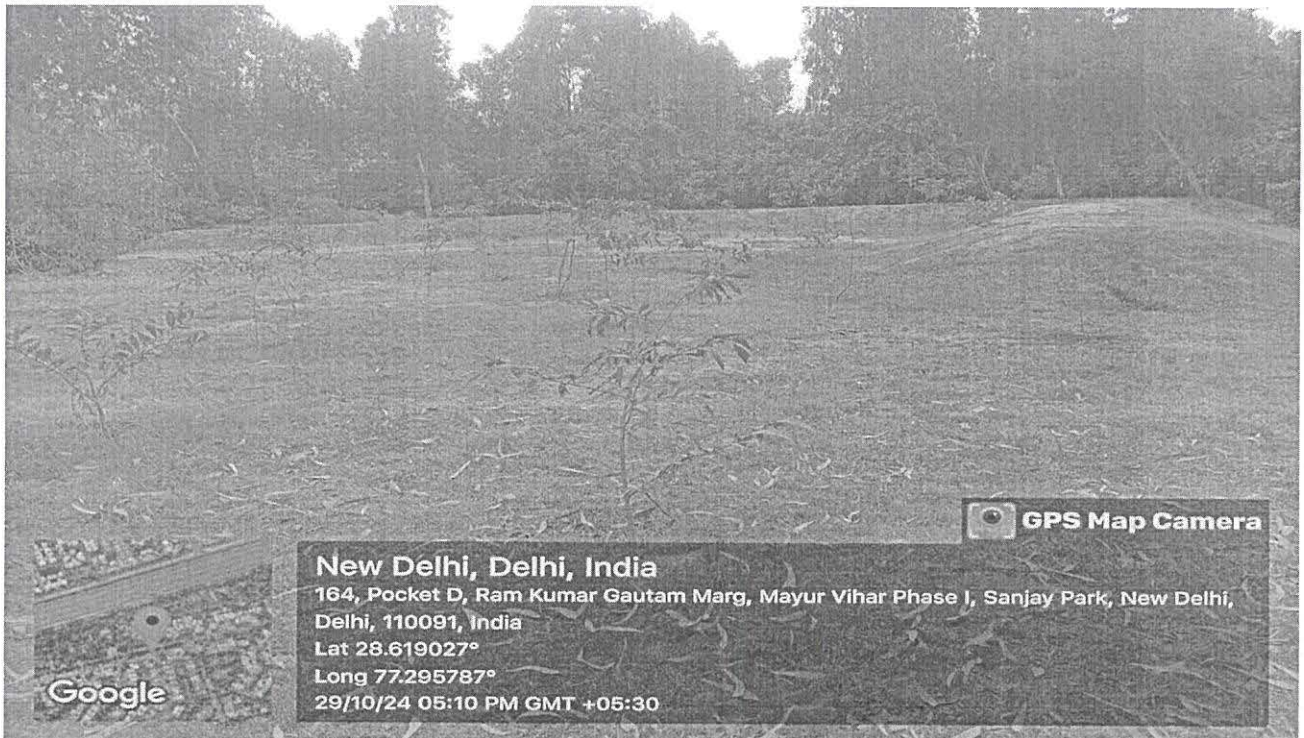 GPS Map Camera
New Delhi, Delhi, India
164, Pocket D, Ram Kumar Gautam Marg, Mayur Vihar Phase I, Sanjay Park, New Delhi,
Delhi, 110091, India
Lat 28.619027°
Long 77.295787°
29/10/24 05:10 PM GMT +05:30
Google